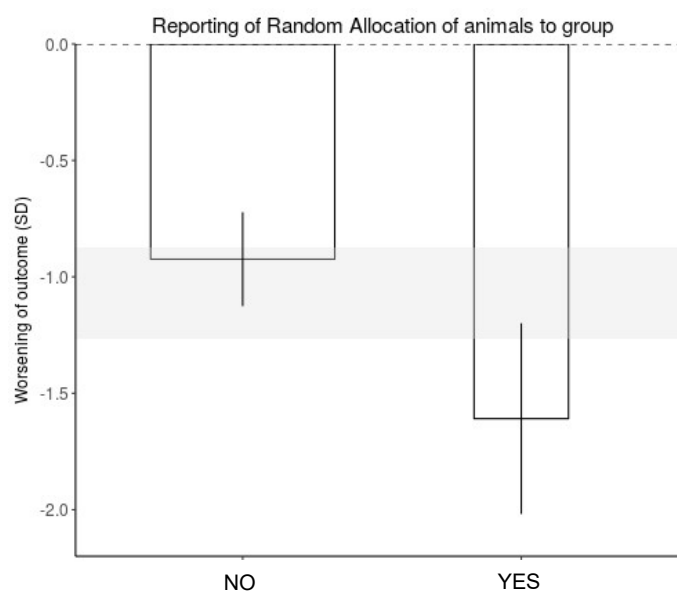 Reporting of Random Allocation of animals to group
Worsening of outcome (SD)
0.0
-0.5
-1.0
-1.5
-2.0
NO YES